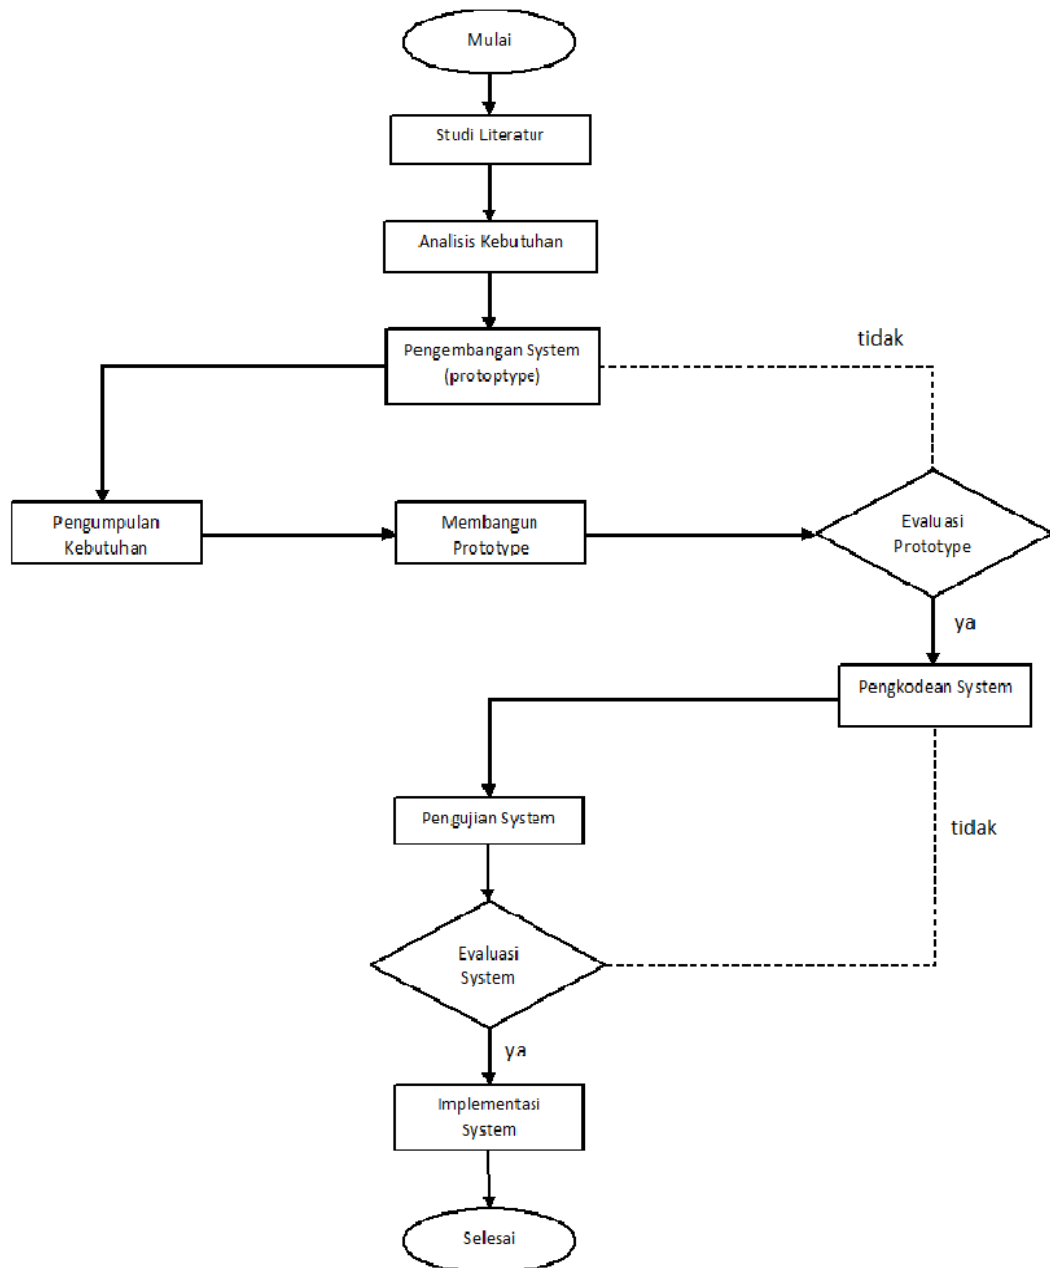 Mulai
Studi Literatur
Analisis Kebutuhan
Pengembangan System
(protoptype)
tidak
Pengumpulan
Kebutuhan
Membangun
Prototype
Evaluasi
Prototype
ya
Pengkodean System
Pengujian System
tidak
Evaluasi
System
ya
Implementasi
System
Selesai